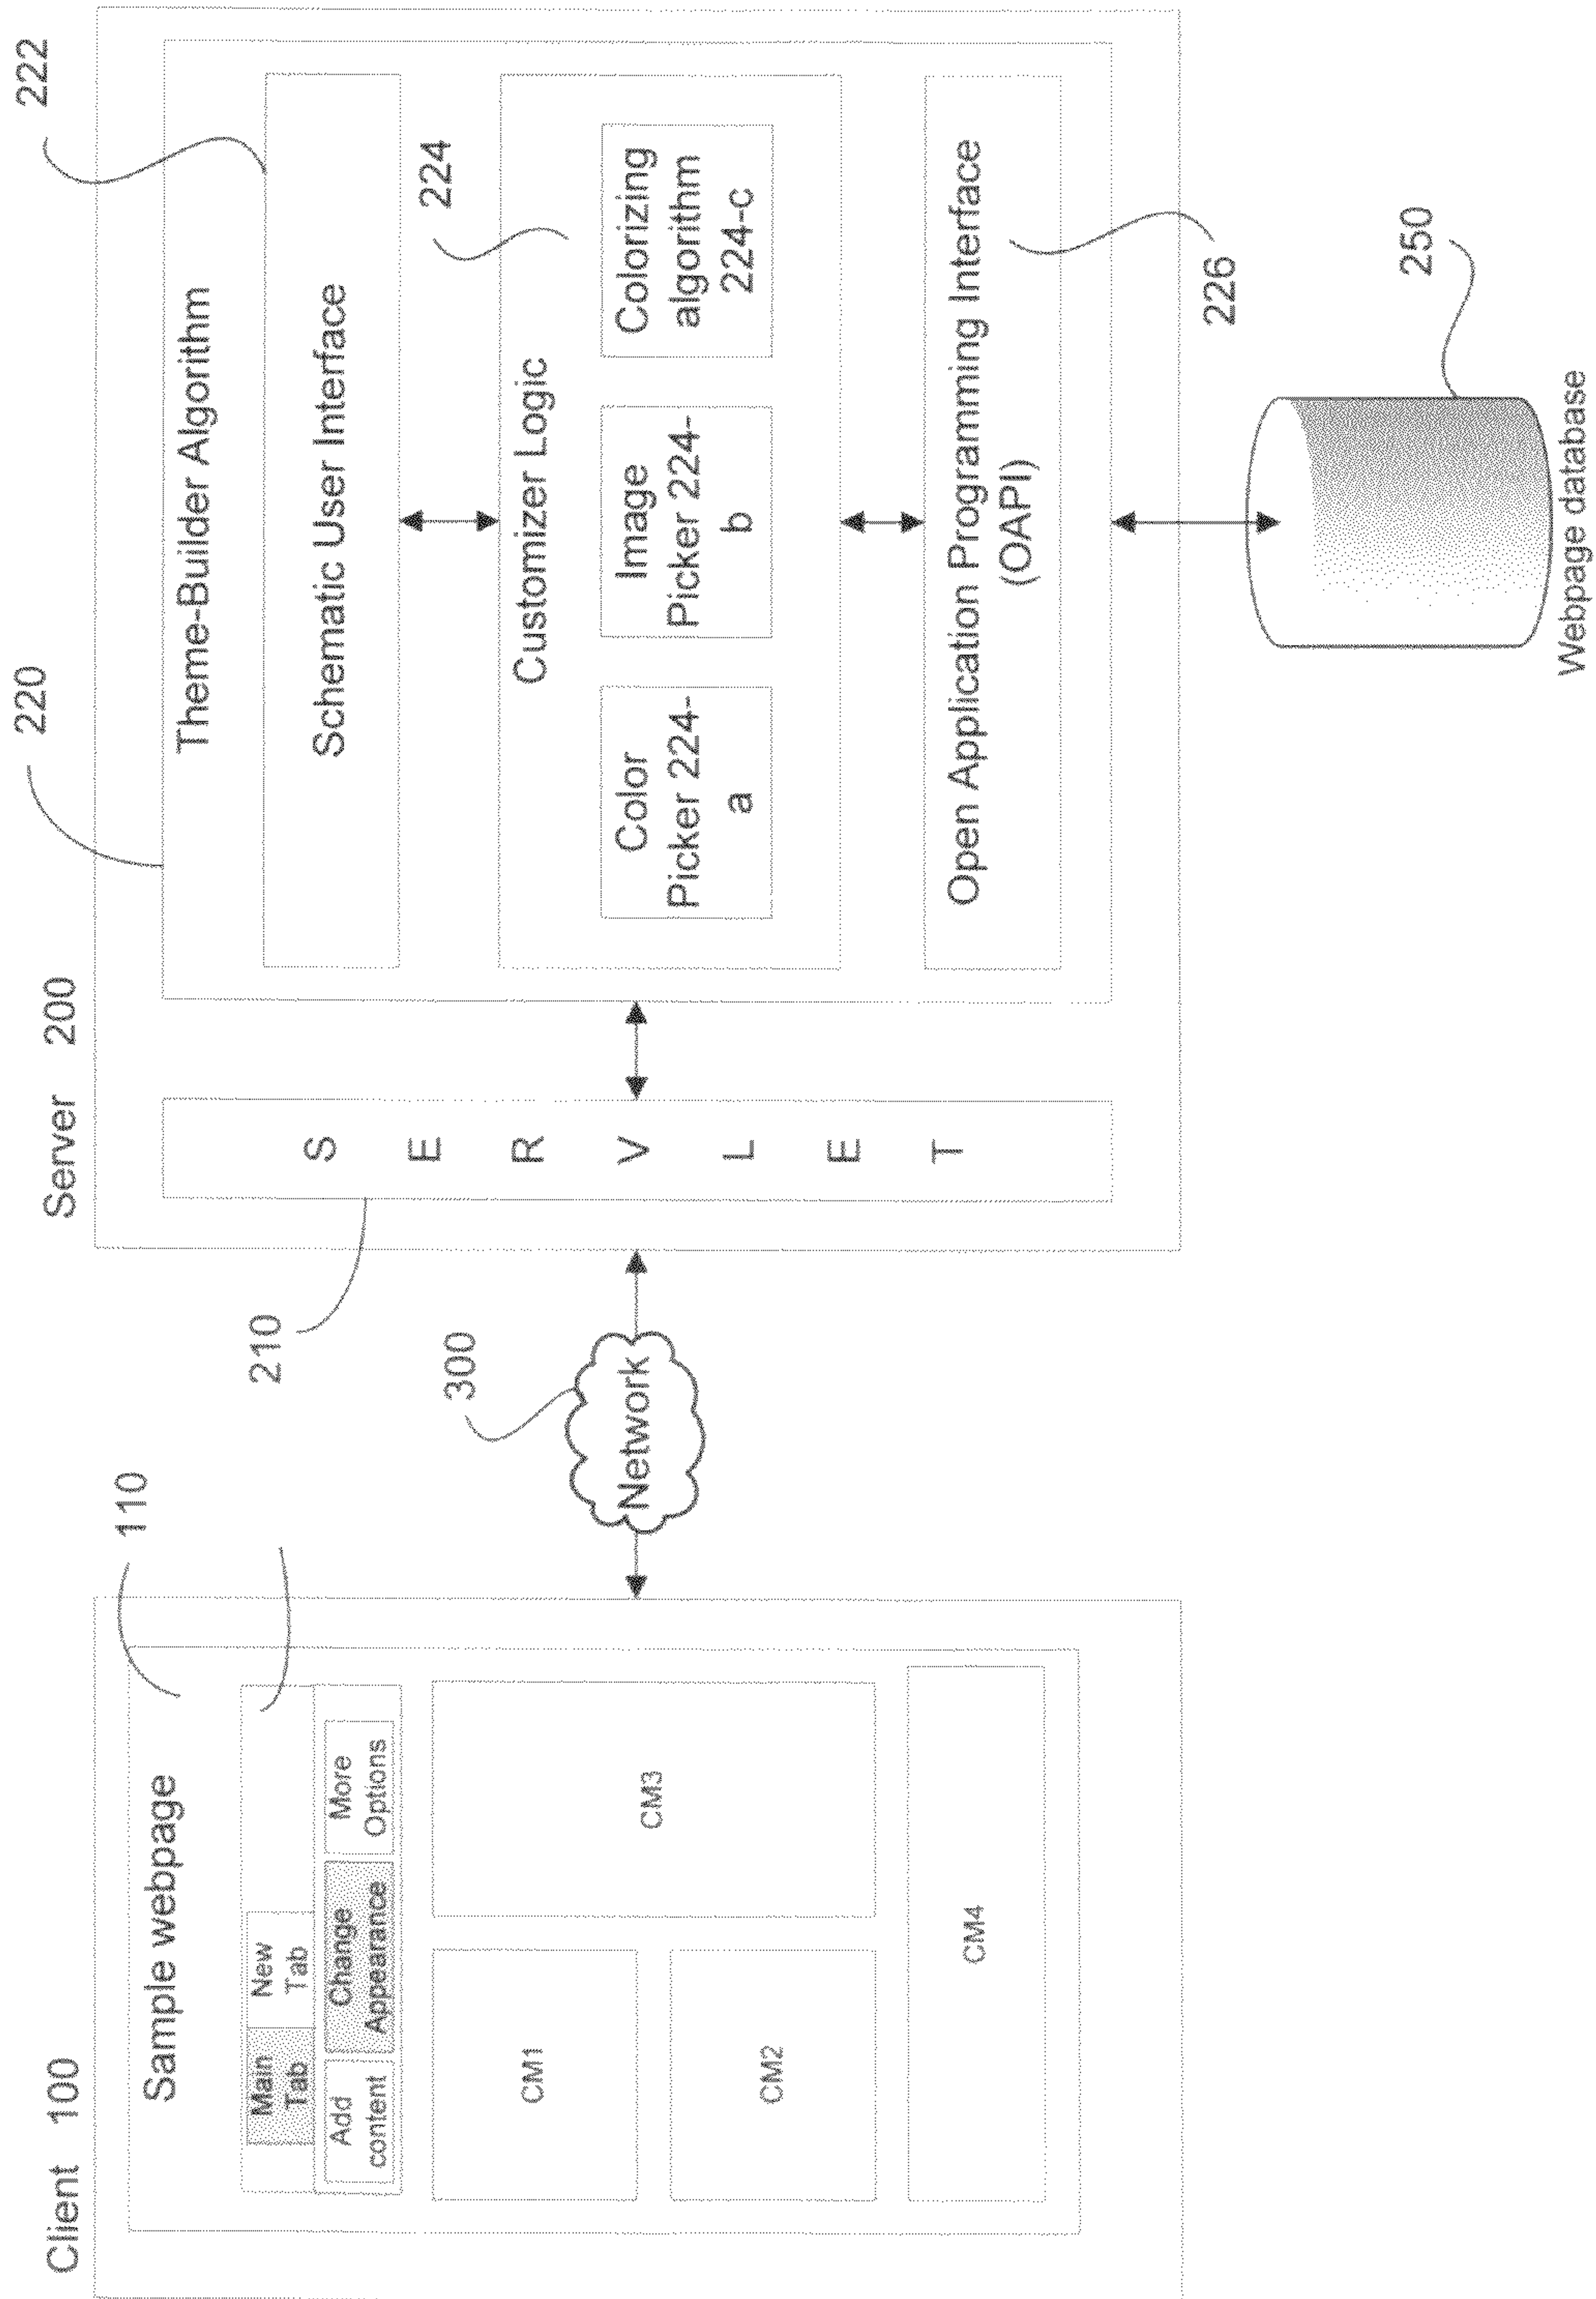 Client 100
Sample webpage
110
Main
Tab
New
Tab
Add
content
Change
Appearance
More
Options
CM1
CM2
CM3
CM4
300
Network
Server 200
210
S
E
R
V
L
E
T
220
222
Theme-Builder Algorithm
Schematic User Interface
224
Customizer Logic
Color
Picker 224-
a
Image
Picker 224-
b
Colorizing
algorithm
224-c
Open Application Programming Interface
(OAPI)
226
250
Webpage database